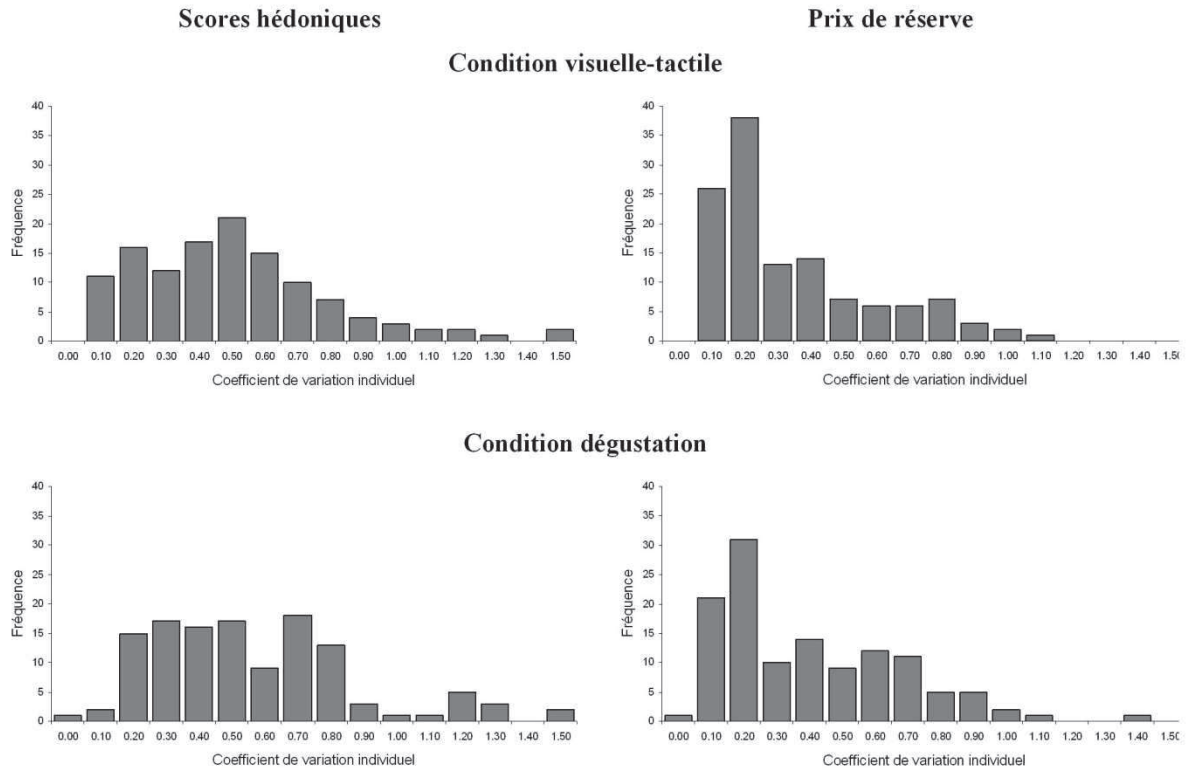 Scores hédoniques
Prix de réserve
Condition visuelle-tactile
40
35
30
25
20
15
10
5
0
Fréquence
0.00 0.10 0.20 0.30 0.40 0.50 0.60 0.70 0.80 0.90 1.00 1.10 1.20 1.30 1.40 1.50
Coefficient de variation individuel
40
35
30
25
20
15
10
5
0
Fréquence
0.00 0.10 0.20 0.30 0.40 0.50 0.60 0.70 0.80 0.90 1.00 1.10 1.20 1.30 1.40 1.50
Coefficient de variation individuel
Condition dégustation
40
35
30
25
20
15
10
5
0
Fréquence
0.00 0.10 0.20 0.30 0.40 0.50 0.60 0.70 0.80 0.90 1.00 1.10 1.20 1.30 1.40 1.50
Coefficient de variation individuel
40
35
30
25
20
15
10
5
0
Fréquence
0.00 0.10 0.20 0.30 0.40 0.50 0.60 0.70 0.80 0.90 1.00 1.10 1.20 1.30 1.40 1.50
Coefficient de variation individuel